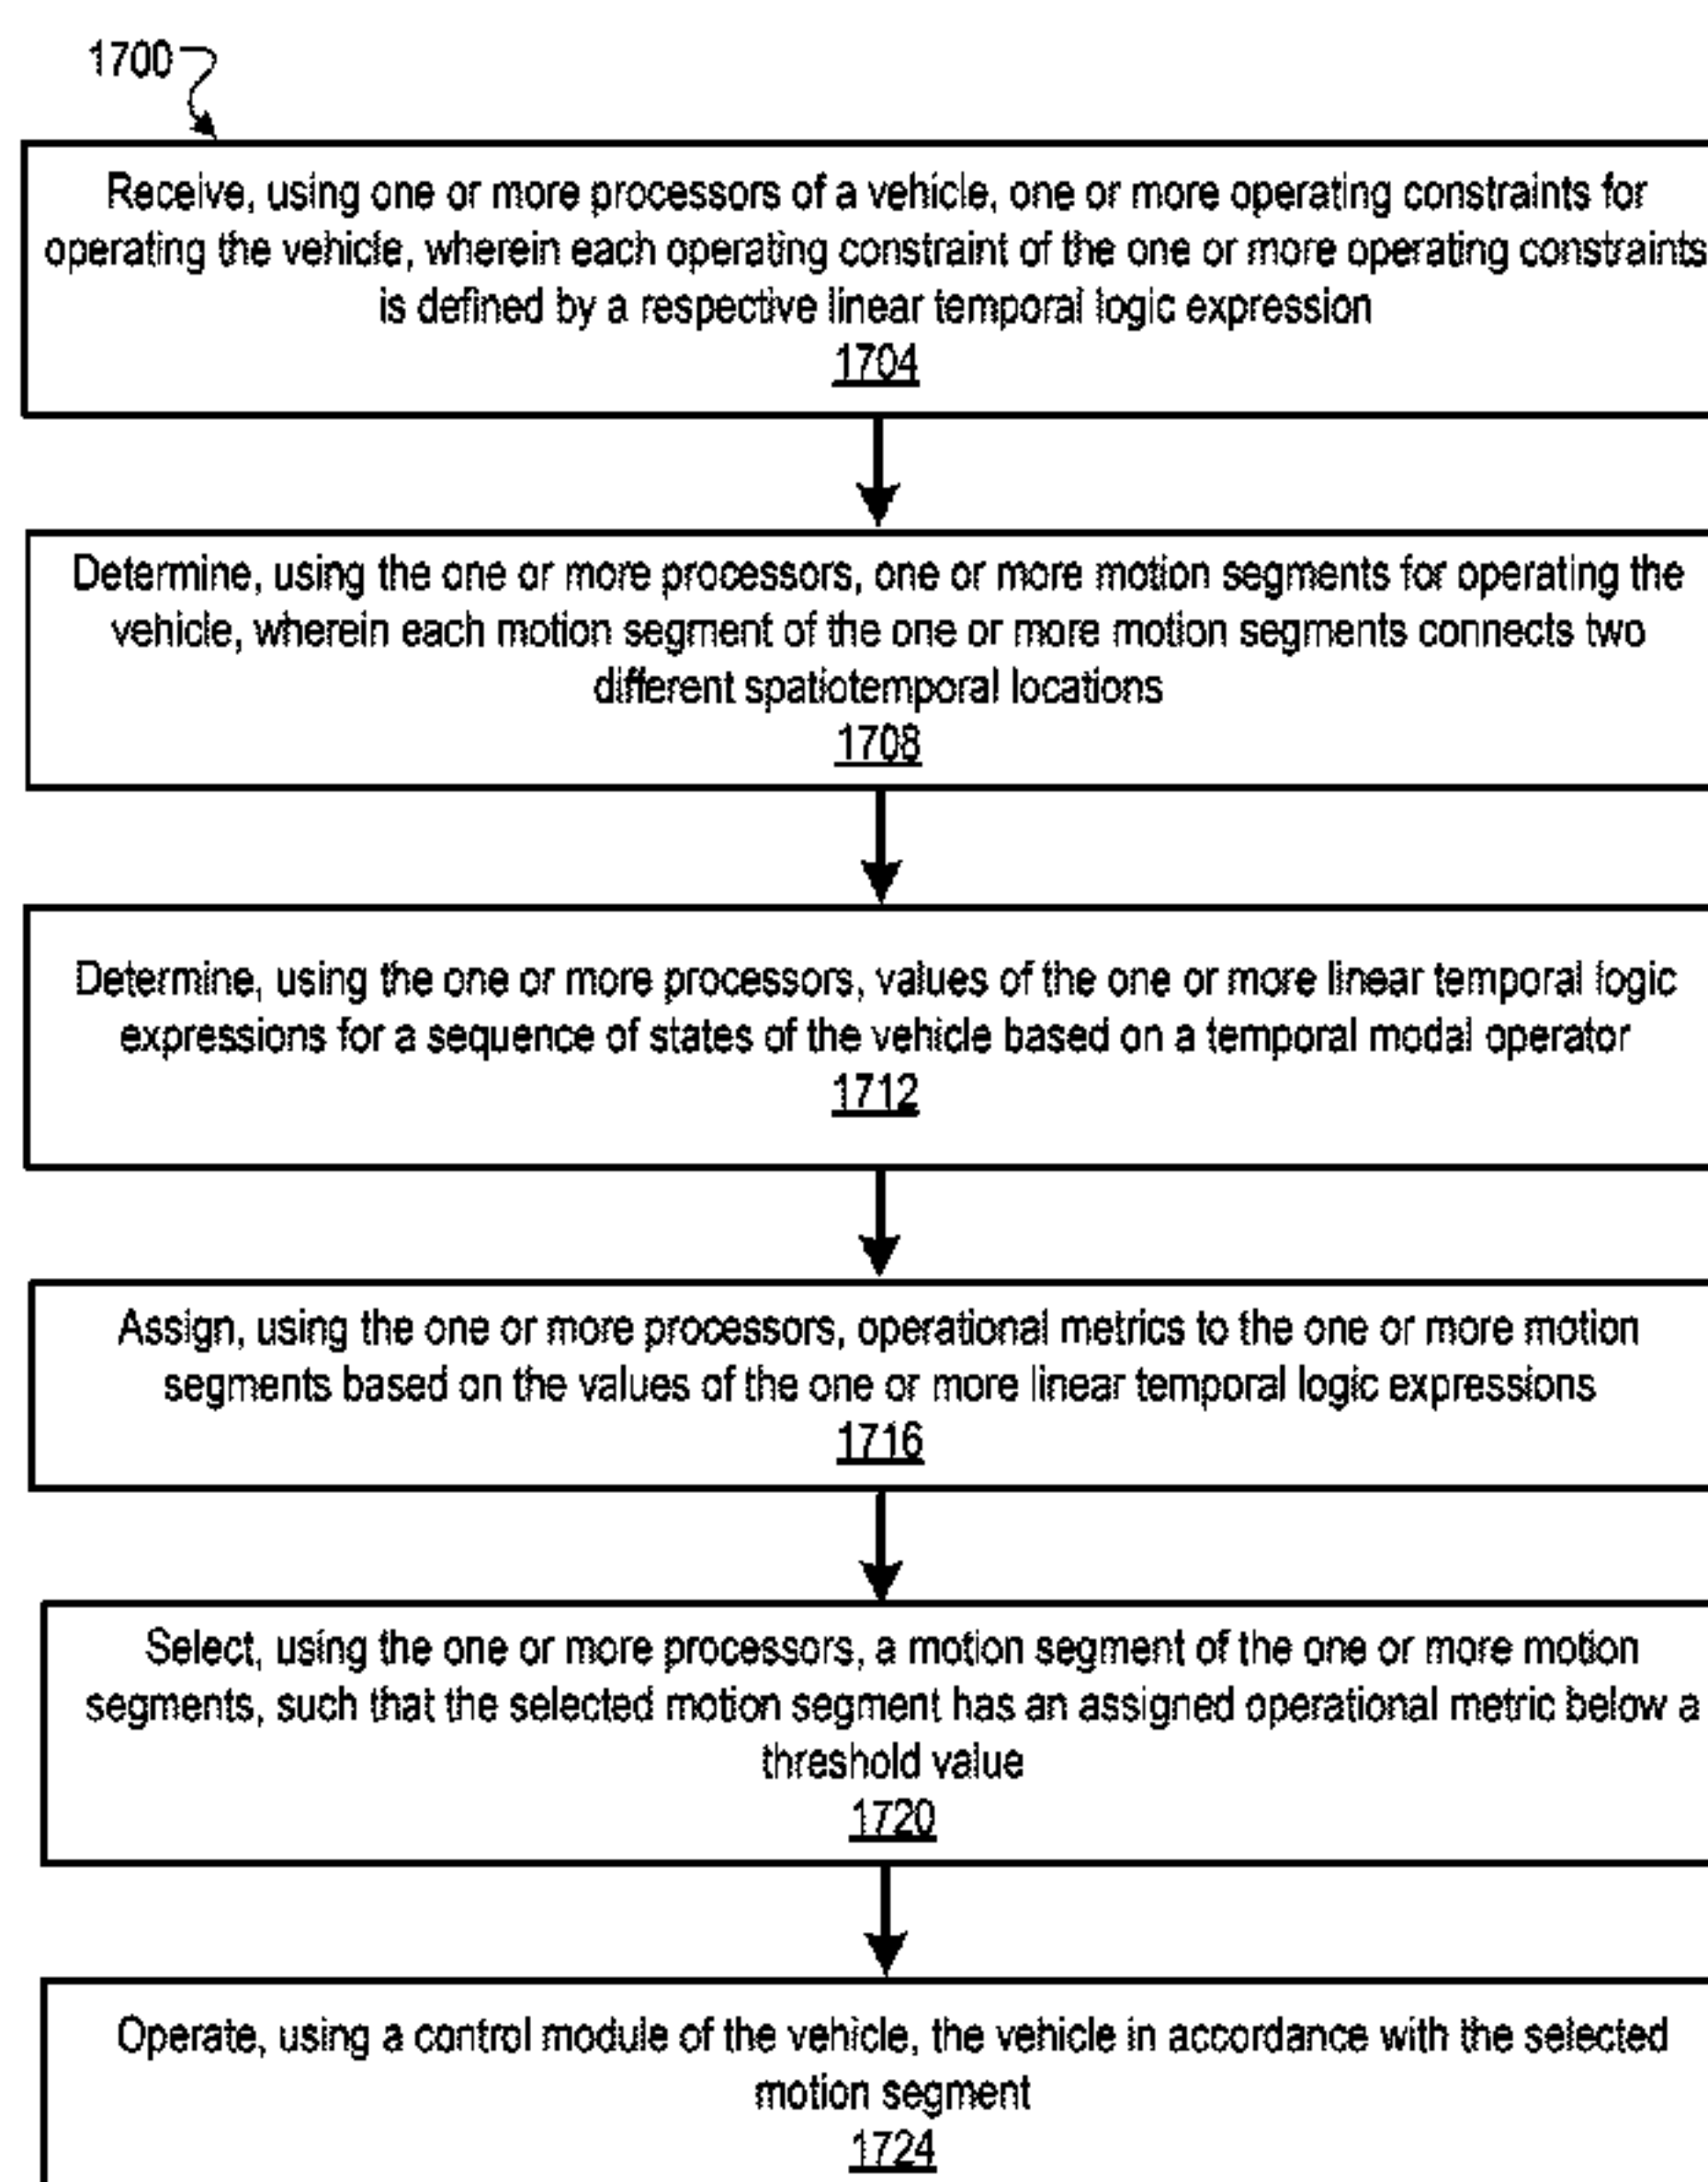 1700
Receive, using one or more processors of a vehicle, one or more operating constraints for
operating the vehicle, wherein each operating constraint of the one or more operating constraints
is defined by a respective linear temporal logic expression
1704
Determine, using the one or more processors, one or more motion segments for operating the
vehicle, wherein each motion segment of the one or more motion segments connects two
different spatiotemporal locations
1708
Determine, using the one or more processors, values of the one or more linear temporal logic
expressions for a sequence of states of the vehicle based on a temporal modal operator
1712
Assign, using the one or more processors, operational metrics to the one or more motion
segments based on the values of the one or more linear temporal logic expressions
1716
Select, using the one or more processors, a motion segment of the one or more motion
segments, such that the selected motion segment has an assigned operational metric below a
threshold value
1720
Operate, using a control module of the vehicle, the vehicle in accordance with the selected
motion segment
1724